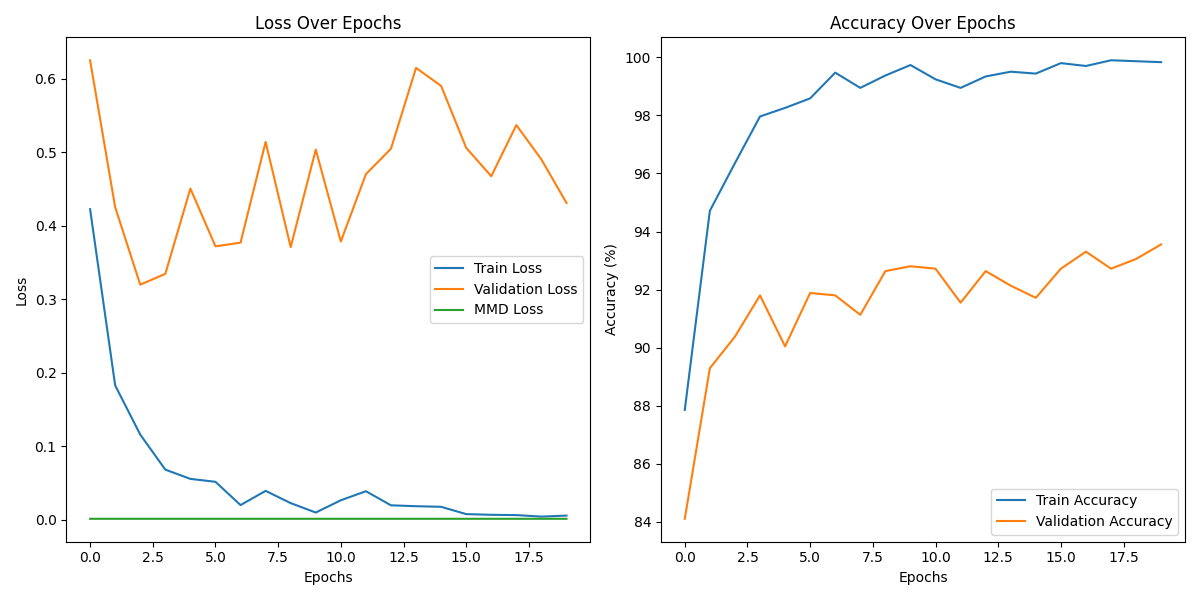 Loss Over Epochs
Loss
0.6
0.5
0.4
0.3
0.2
0.1
0.0
Train Loss
Validation Loss
MMD Loss
0.0 2.5 5.0 7.5 10.0 12.5 15.0 17.5
Epochs
Accuracy Over Epochs
Accuracy (%)
100
98
96
94
92
90
88
86
84
Train Accuracy
Validation Accuracy
0.0 2.5 5.0 7.5 10.0 12.5 15.0 17.5
Epochs